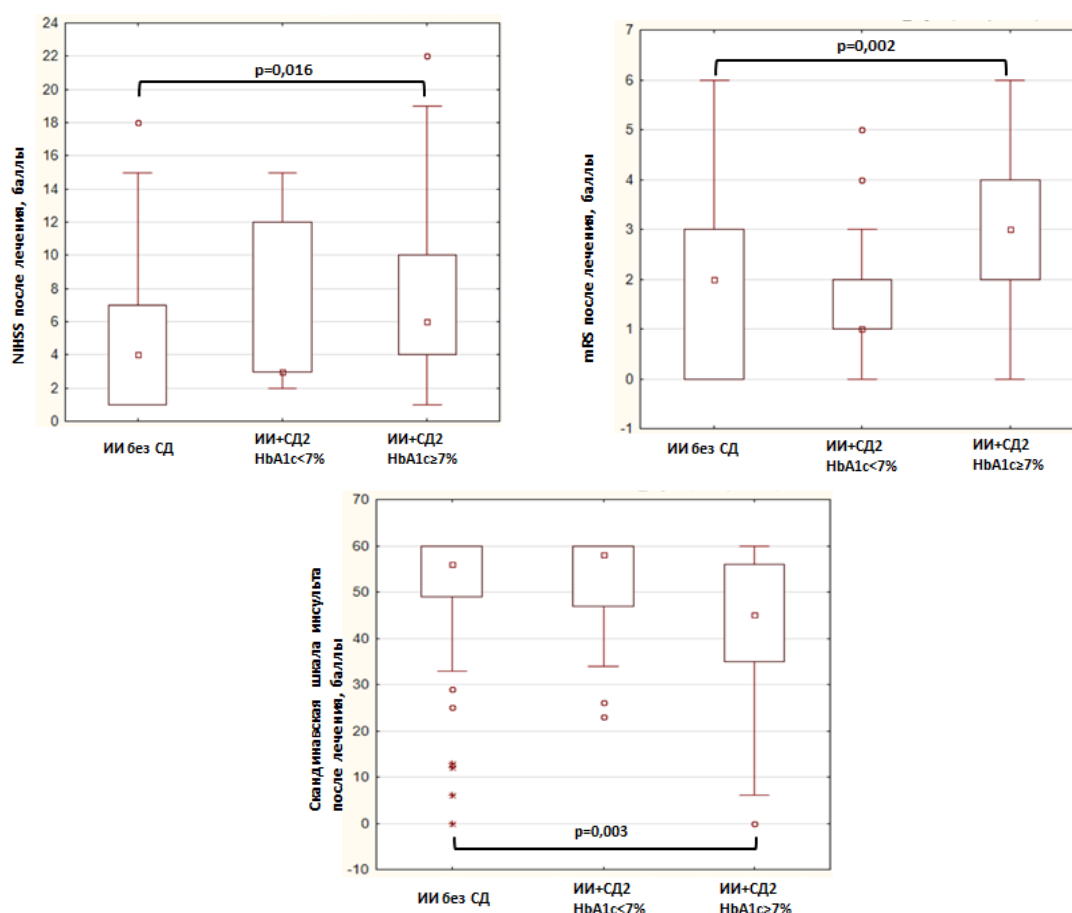 NIHSS после лечения, баллы
24
22
20
18
16
14
12
10
8
6
4
2
0
p=0,016
ИИ без СД
ИИ+СД2
HbA1c<7%
ИИ+СД2
HbA1c≥7%
mRS после лечения, баллы
7
6
5
4
3
2
1
0
-1
p=0,002
ИИ без СД
ИИ+СД2
HbA1c<7%
ИИ+СД2
HbA1c≥7%
Скандинавская шкала инсульта
после лечения, баллы
70
60
50
40
30
20
10
0
-10
p=0,003
ИИ без СД
ИИ+СД2
HbA1c<7%
ИИ+СД2
HbA1c≥7%